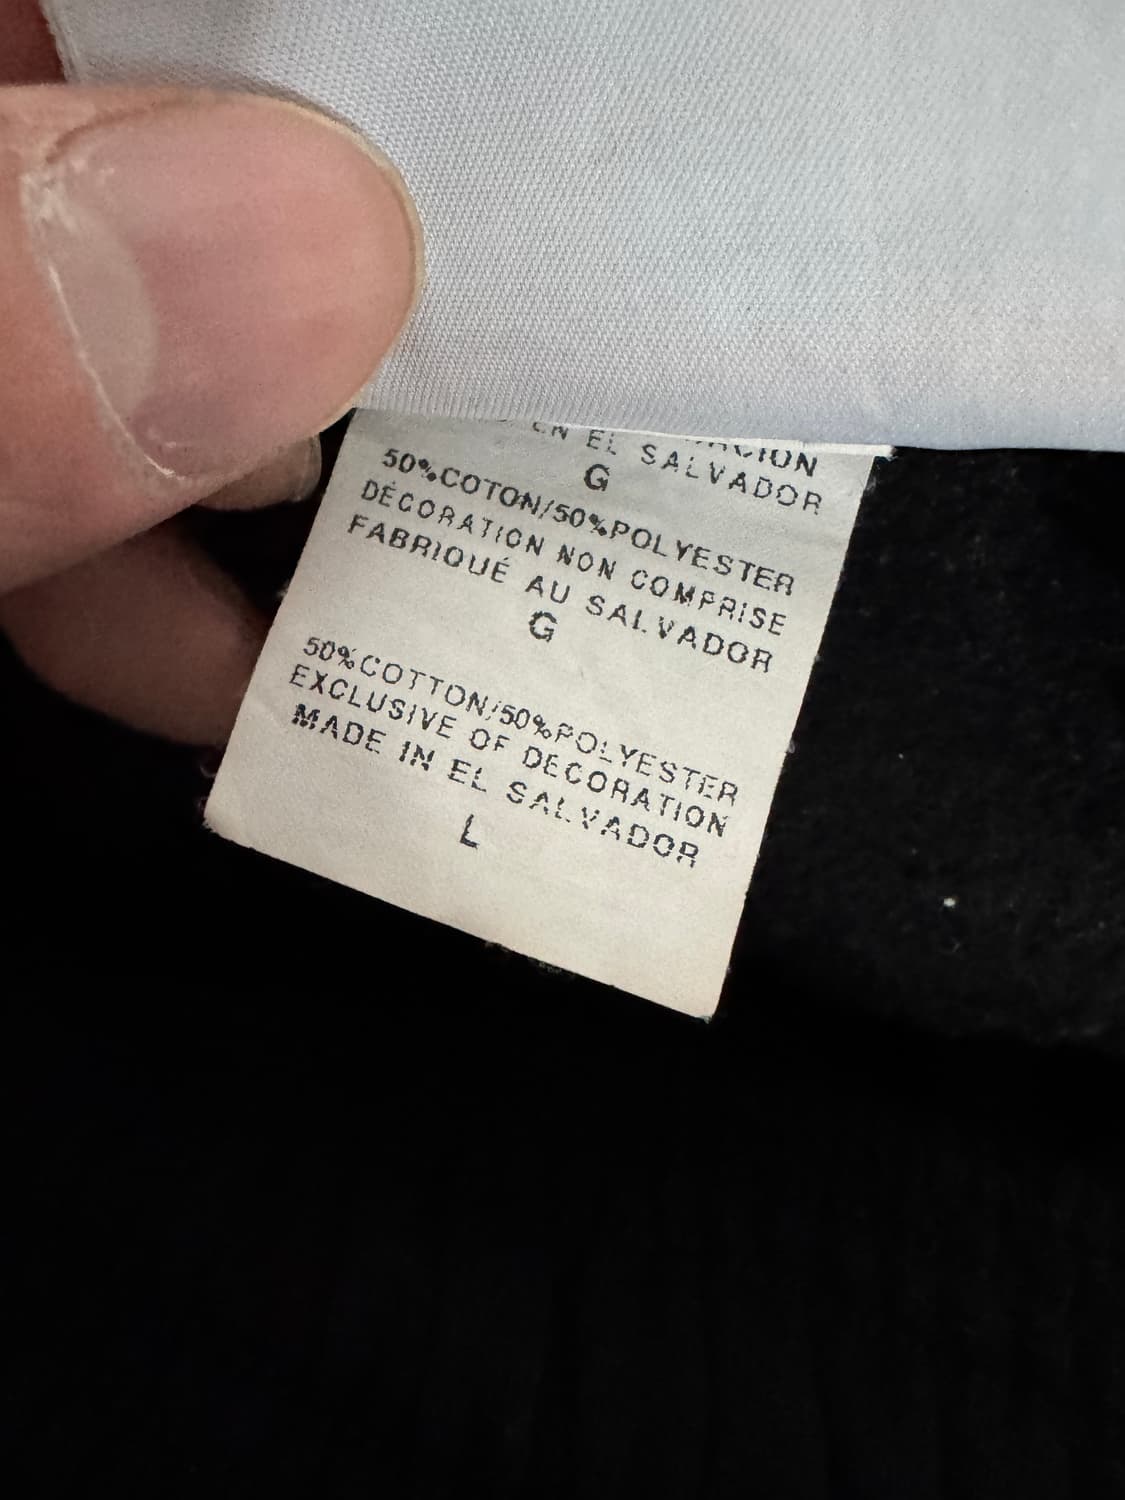 EN EL SALVADOR
G
50%COTON/50%POLYESTER
DÉCORATION NON COMPRISE
FABRIQUÉ AU SALVADOR
G
50%COTTON/50%POLYESTER
EXCLUSIVE OF DECORATION
MADE IN EL SALVADOR
L